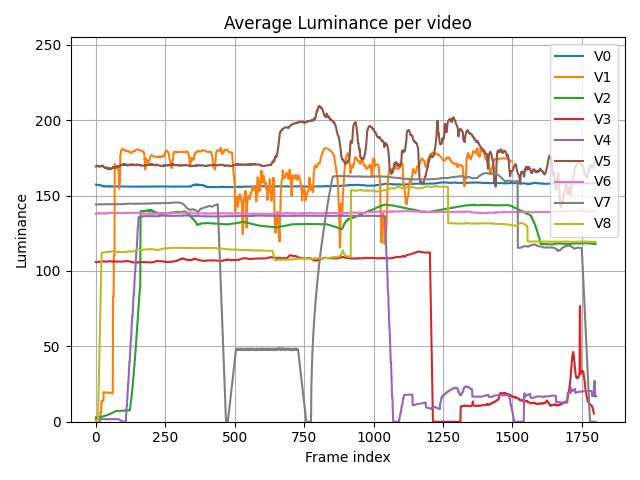 Average Luminance per video
250
200
150
100
50
0
Luminance
0
250
500
750
1000
1250
1500
1750
Frame index
V0
V1
V2
V3
V4
V5
V6
V7
V8